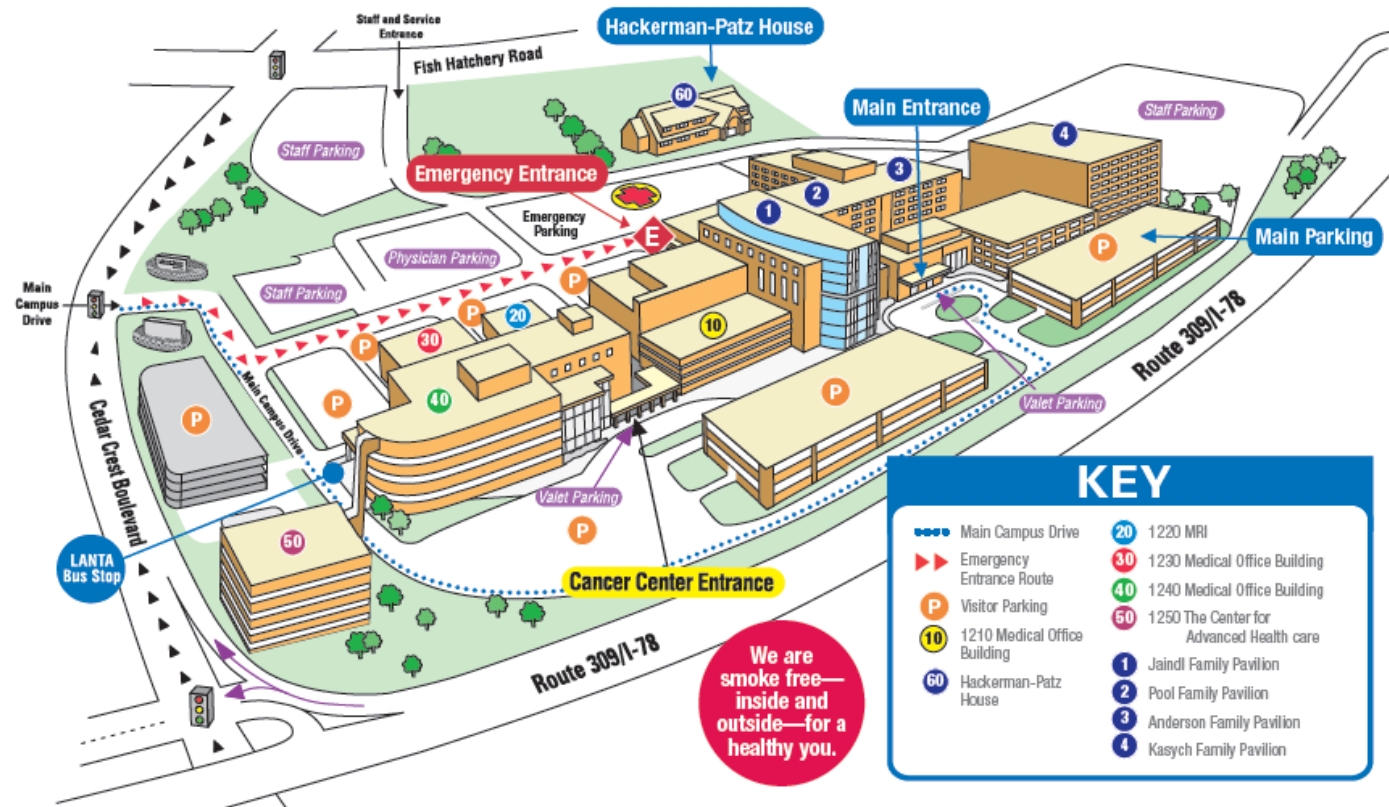 Staff and Service
Entrance
Hackerman-Patz House
Fish Hatchery Road
60
Main Entrance
Staff Parking
4
Staff Parking
Emergency Entrance
3
2
1
Emergency
Parking
E
Main Parking
P
Physician Parking
Staff Parking
P
Main
Campus
Drive
P
20
30
P
10
P
40
P
P
Main Campus Drive
Valet Parking
Route 309/I-78
Cedar Crest Boulevard
Valet Parking
P
50
LANTA
Bus Stop
Cancer Center Entrance
Route 309/I-78
We are
smoke free—
inside and
outside—for a
healthy you.
KEY
Main Campus Drive
Emergency
Entrance Route
P Visitor Parking
10 1210 Medical Office
Building
60 Hackerman-Patz
House
20 1220 MRI
30 1230 Medical Office Building
40 1240 Medical Office Building
50 1250 The Center for
Advanced Health care
1 Jaindl Family Pavilion
2 Pool Family Pavilion
3 Anderson Family Pavilion
4 Kasych Family Pavilion